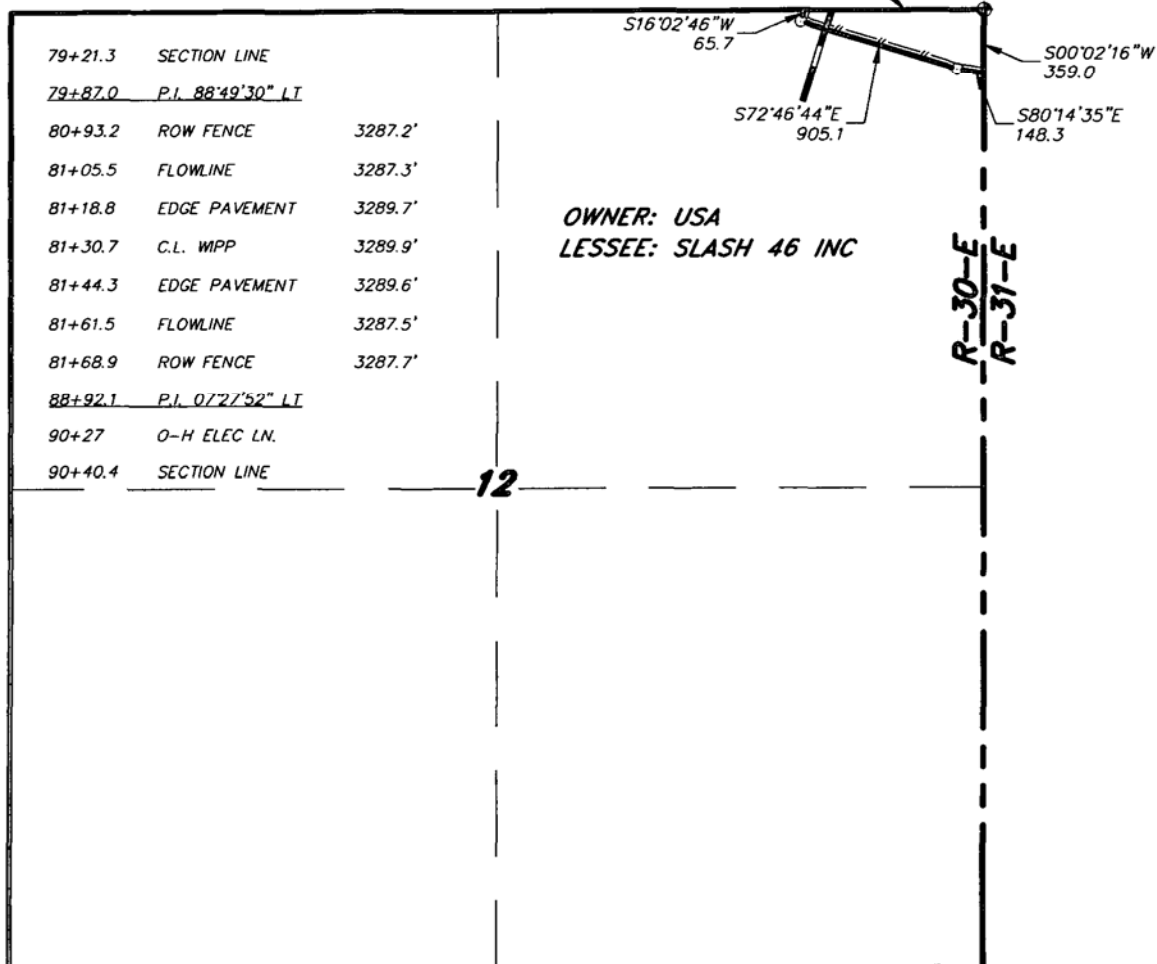 S16°02'46"W
65.7
S00°02'16"W
359.0
S72°46'44"E
905.1
S80°14'35"E
148.3
79+21.3 SECTION LINE
79+87.0 P.I. 88°49'30" LT
80+93.2 ROW FENCE 3287.2'
81+05.5 FLOWLINE 3287.3'
81+18.8 EDGE PAVEMENT 3289.7'
81+30.7 C.L. WIPP 3289.9'
81+44.3 EDGE PAVEMENT 3289.6'
81+61.5 FLOWLINE 3287.5'
81+68.9 ROW FENCE 3287.7'
88+92.1 P.I. 07°27'52" LT
90+27 O-H ELEC LN.
90+40.4 SECTION LINE
OWNER: USA
LESSEE: SLASH 46 INC
R-30-E
R-31-E
12